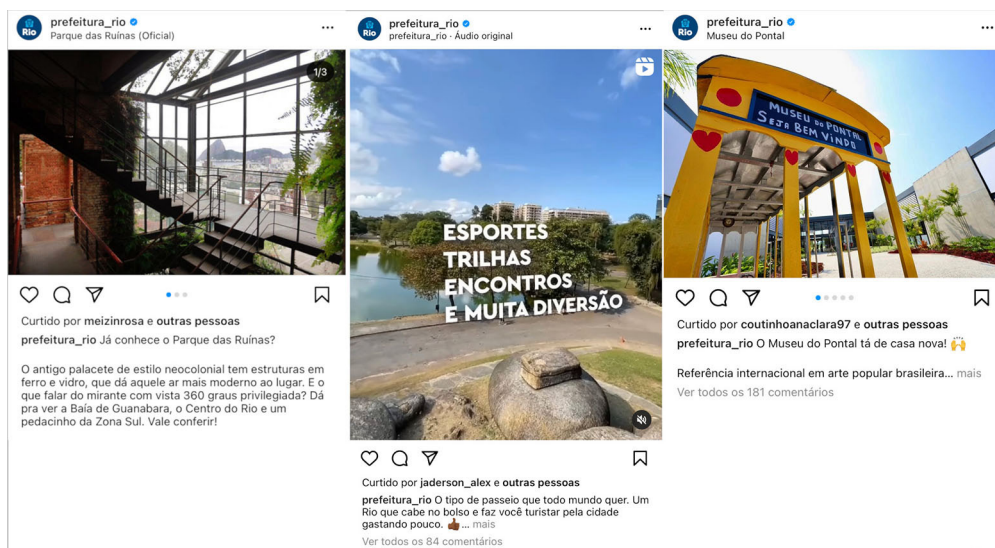 Rio
prefeitura_rio
Parque das Ruínas (Oficial)
1/3
Curtido por meizinrosa e outras pessoas
prefeitura_rio Já conhece o Parque das Ruínas?
O antigo palacete de estilo neocolonial tem estruturas em
ferro e vidro, que dá aquele ar mais moderno ao lugar. E o
que falar do mirante com vista 360 graus privilegiada? Dá
pra ver a Baía de Guanabara, o Centro do Rio e um
pedacinho da Zona Sul. Vale conferir!
Rio
prefeitura_rio
prefeitura_rio · Áudio original
ESPORTES
TRILHAS
ENCONTROS
E MUITA DIVERSÃO
Curtido por jaderson_alex e outras pessoas
prefeitura_rio O tipo de passeio que todo mundo quer. Um
Rio que cabe no bolso e faz você turistar pela cidade
gastando pouco. 👍🏾... mais
Ver todos os 84 comentários
Rio
prefeitura_rio
Museu do Pontal
MUSEU DO PONTAL
SEJA BEM VINDO
Curtido por coutinhoanaclara97 e outras pessoas
prefeitura_rio O Museu do Pontal tá de casa nova! 🙌
Referência internacional em arte popular brasileira... mais
Ver todos os 181 comentários